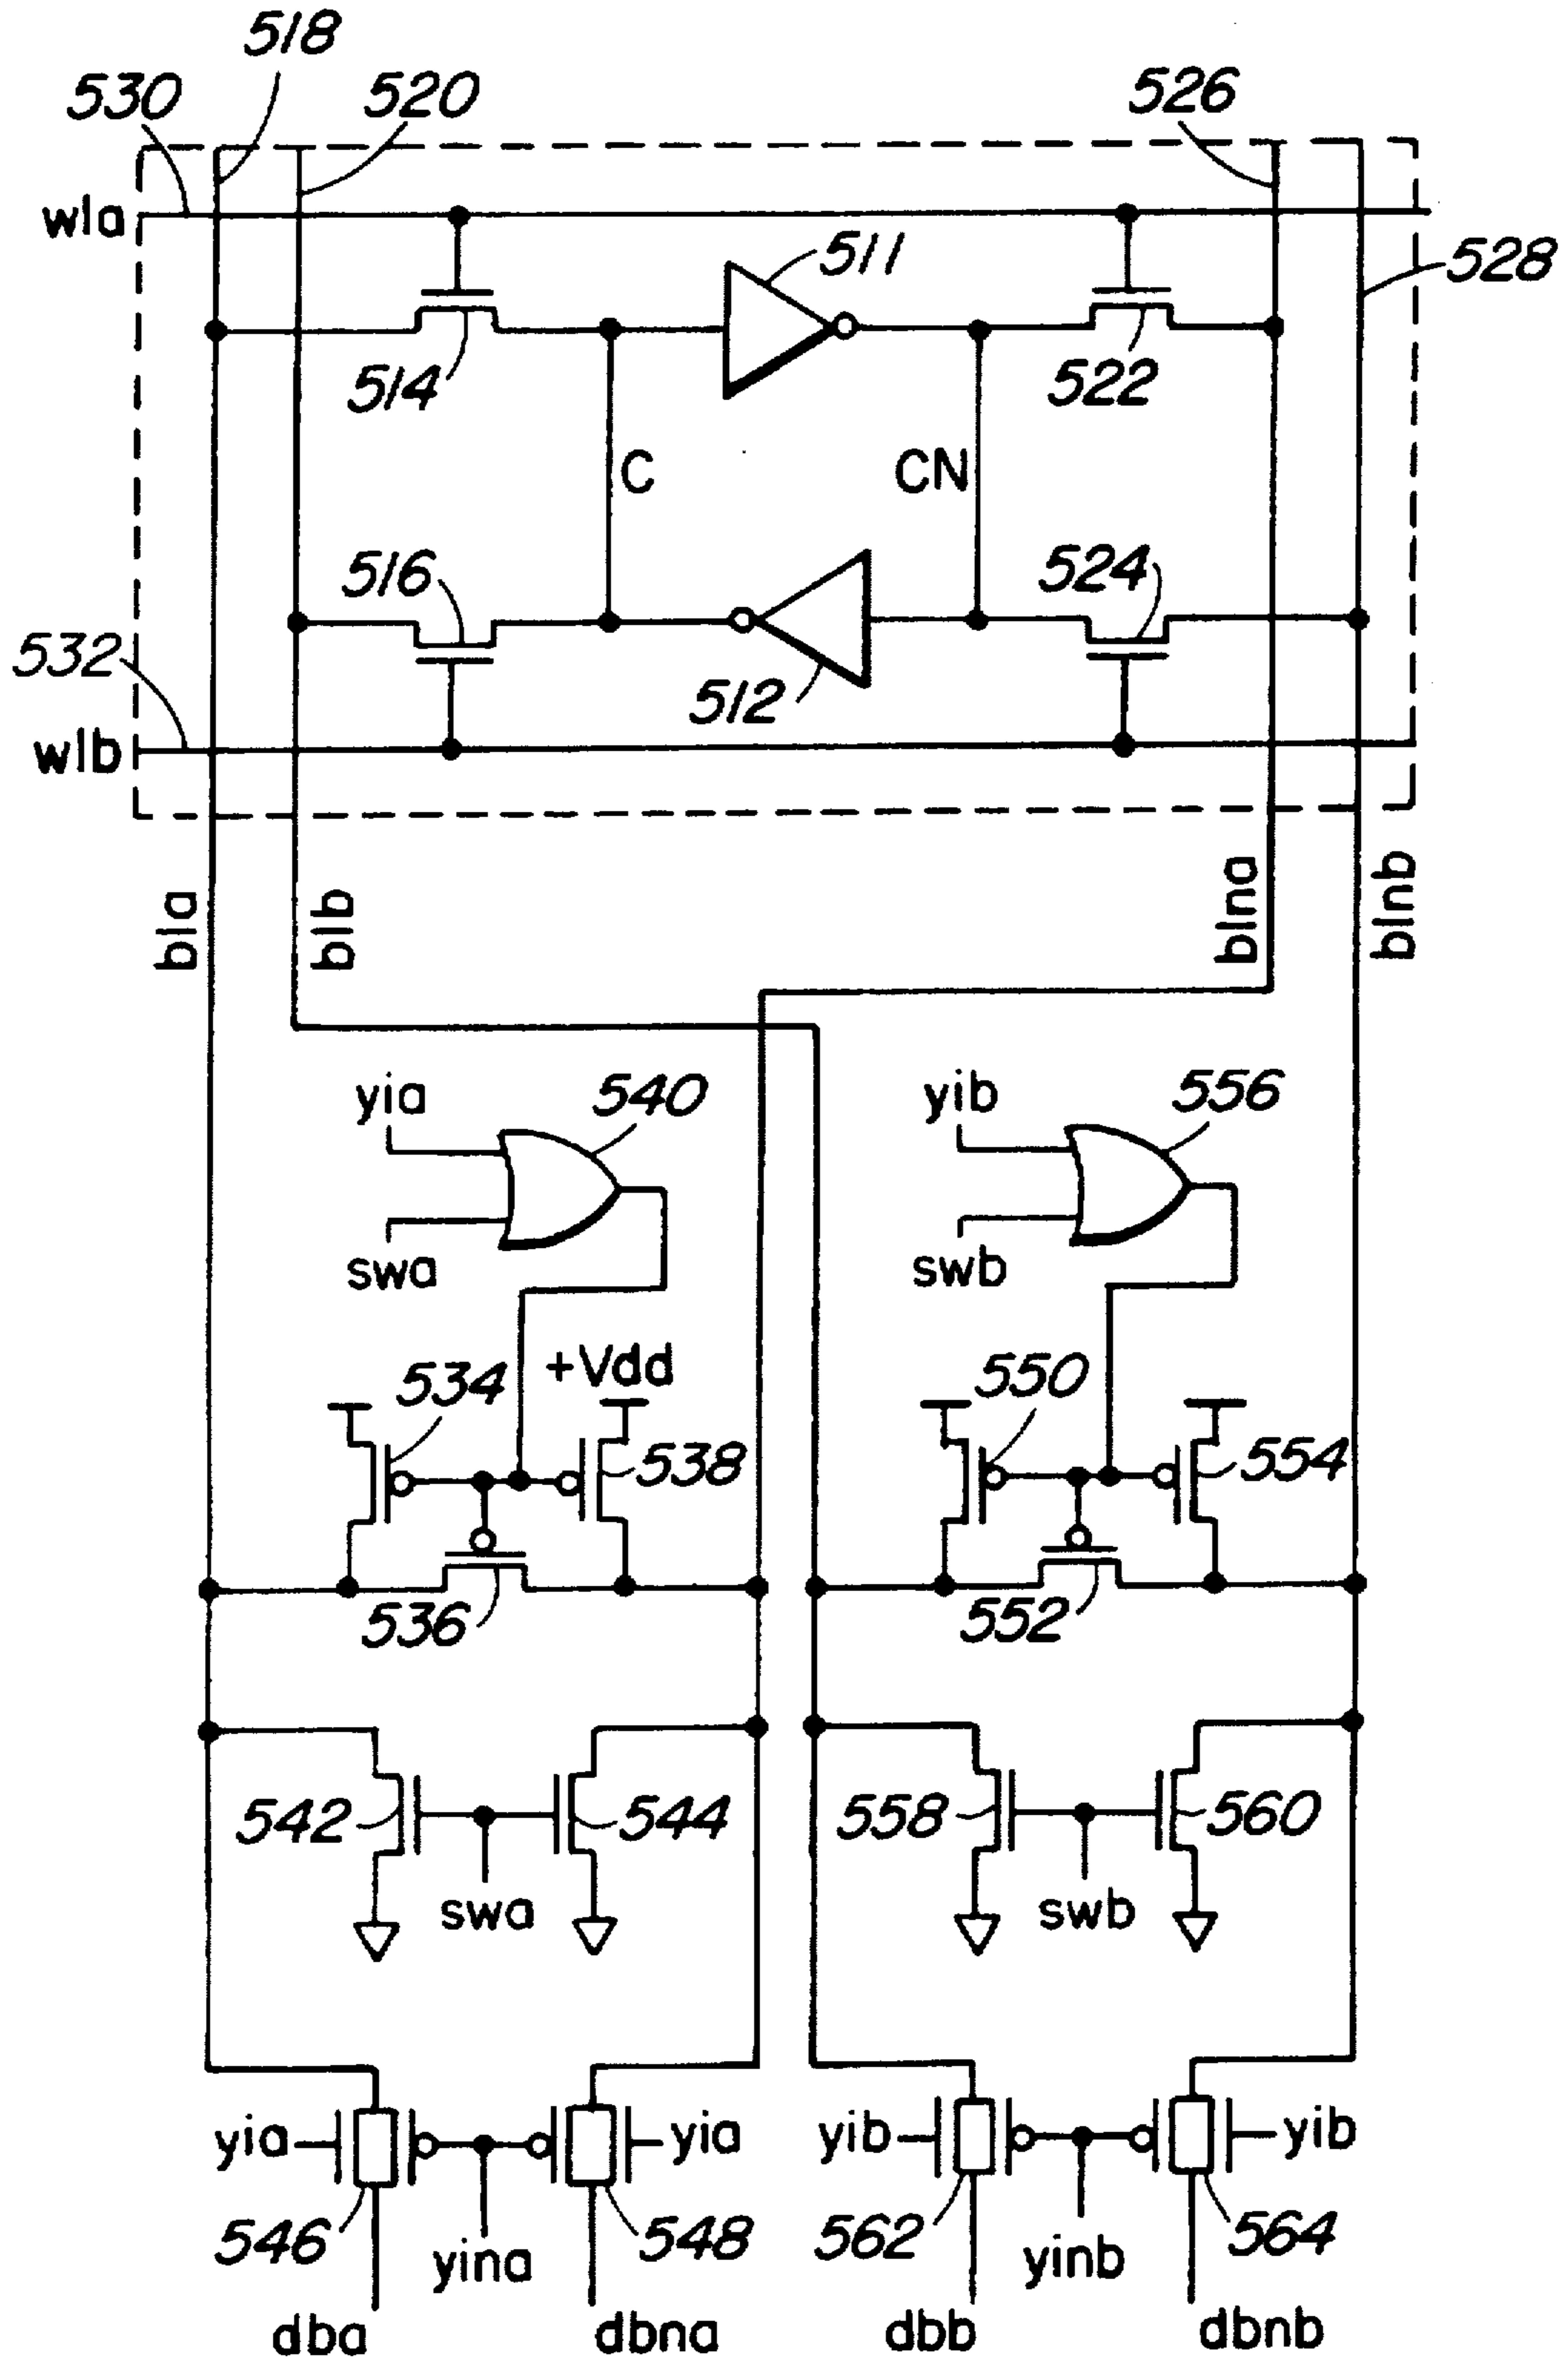 518
530
520
526
wla
511
528
514
522
C
CN
516
524
532
512
wlb
bla
blb
blna
blnb
yia
540
yib
556
swa
swb
534
+Vdd
550
538
554
536
552
542
544
558
560
swa
swb
yia
yia
yib
yib
546
yina
548
562
yinb
564
dba
dbna
dbb
dbnb